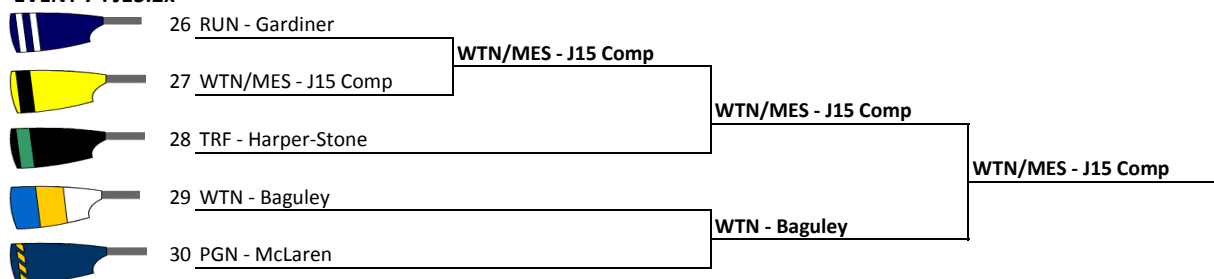 26 RUN - Gardiner
WTN/MES - J15 Comp
27 WTN/MES - J15 Comp
WTN/MES - J15 Comp
28 TRF - Harper-Stone
WTN/MES - J15 Comp
29 WTN - Baguley
WTN - Baguley
30 PGN - McLaren